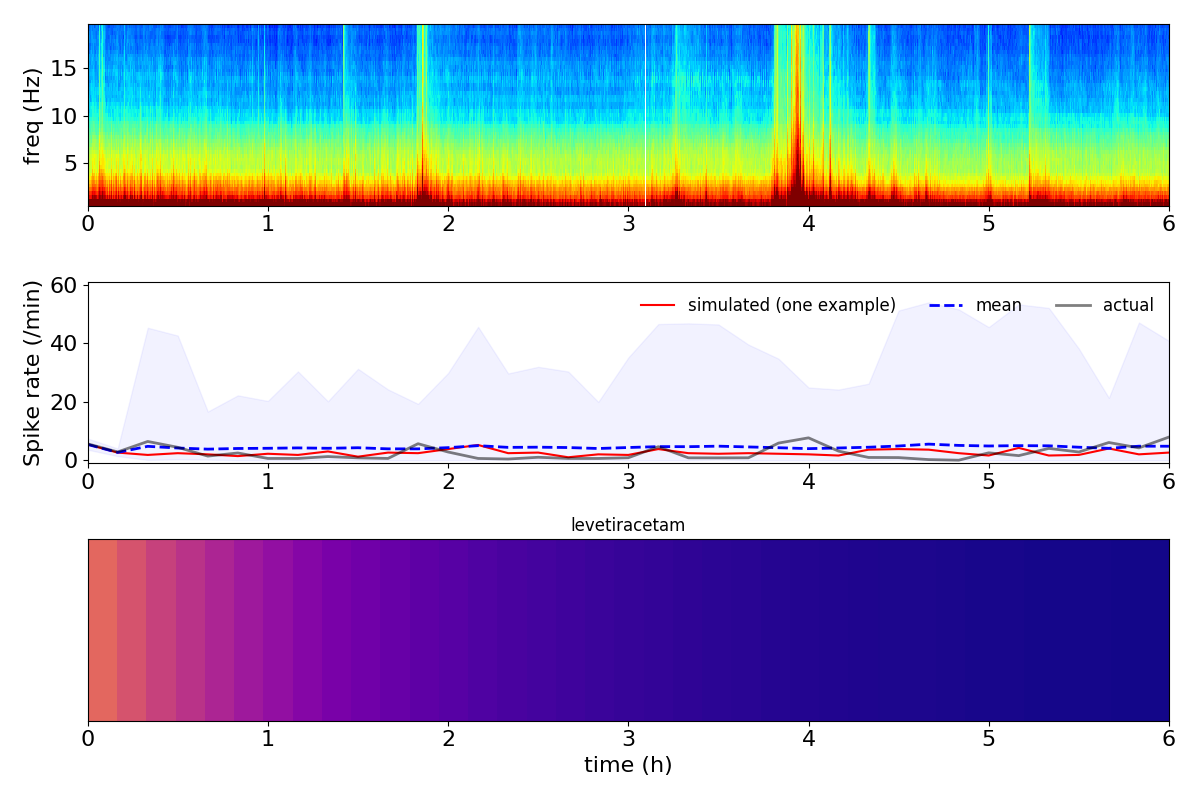 freq (Hz)
15
10
5
0 1 2 3 4 5 6
Spike rate (/min)
60
40
20
0
simulated (one example) mean actual
0 1 2 3 4 5 6
levetiracetam
0 1 2 3 4 5 6
time (h)